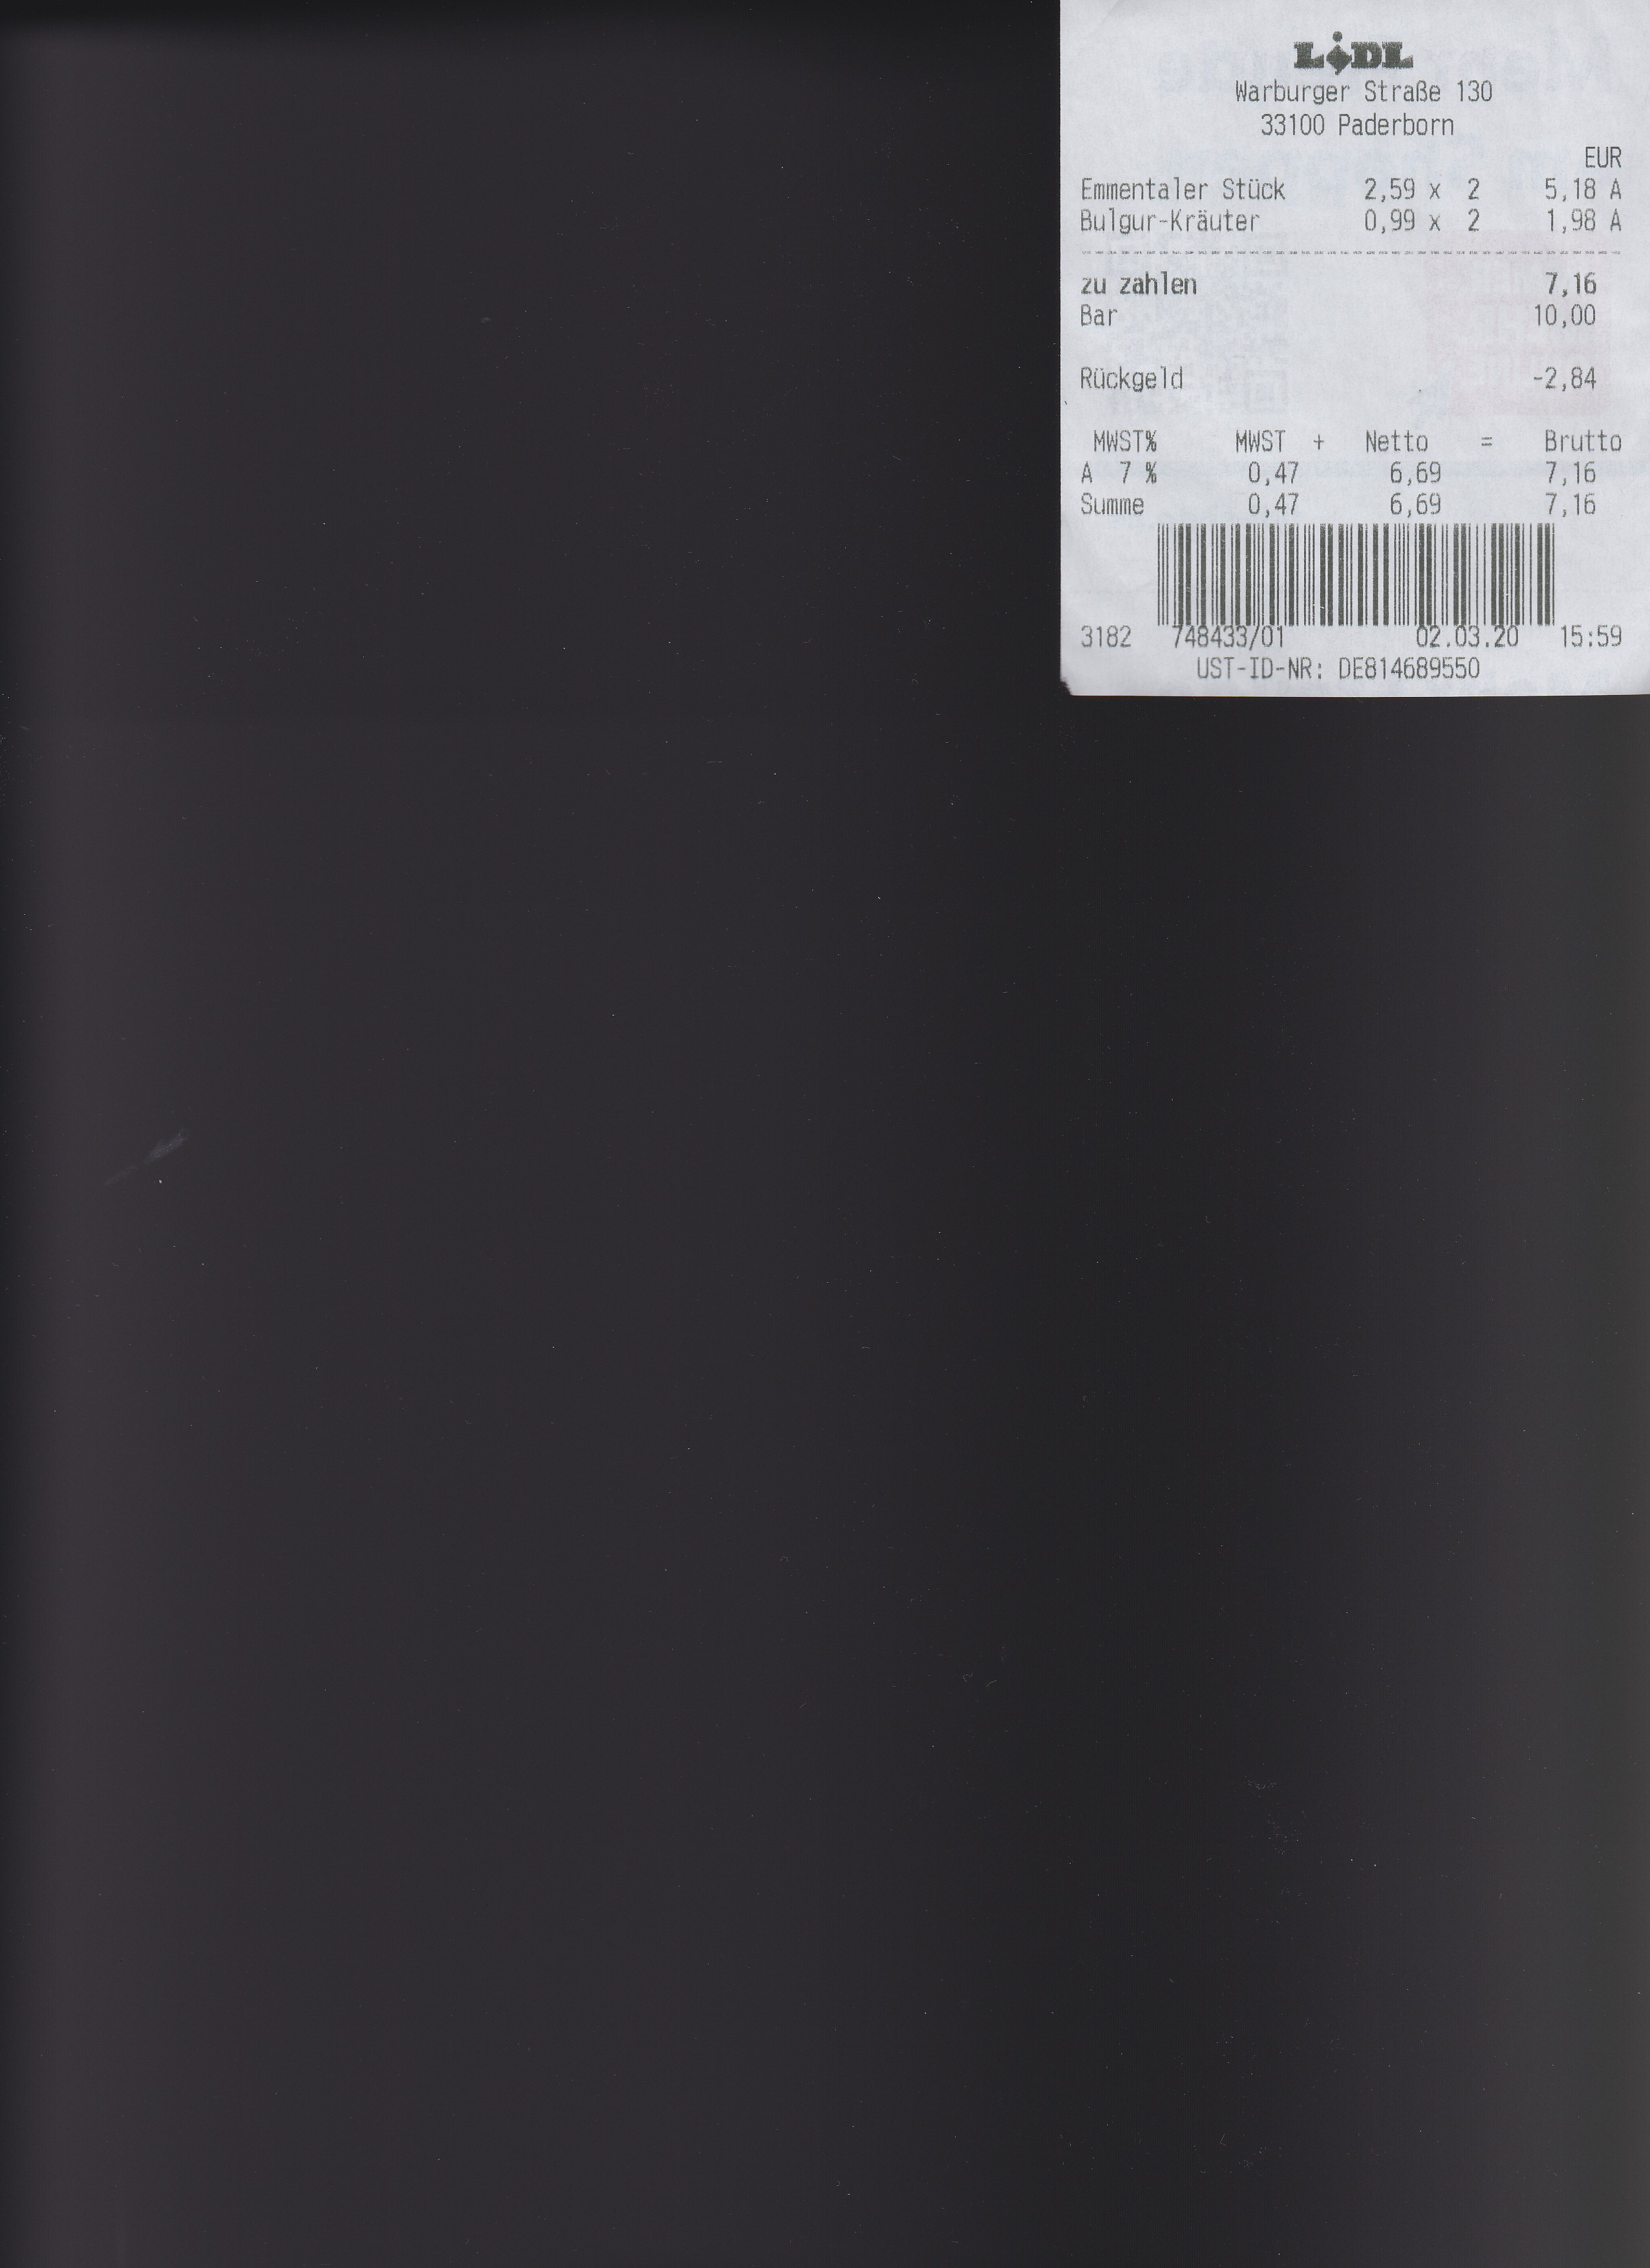 LiDL
Warburger Straße 130
33100 Paderborn
EUR
Emmentaler Stück 2,59 x 2 5,18 A
Bulgur-Kräuter 0,99 x 2 1,98 A
zu zahlen 7,16
Bar 10,00
Rückgeld -2,84
MWST% MWST + Netto = Brutto
A 7 % 0,47 6,69 7,16
Summe 0,47 6,69 7,16
3182 748433/01 02.03.20 15:59
UST-ID-NR: DE814689550